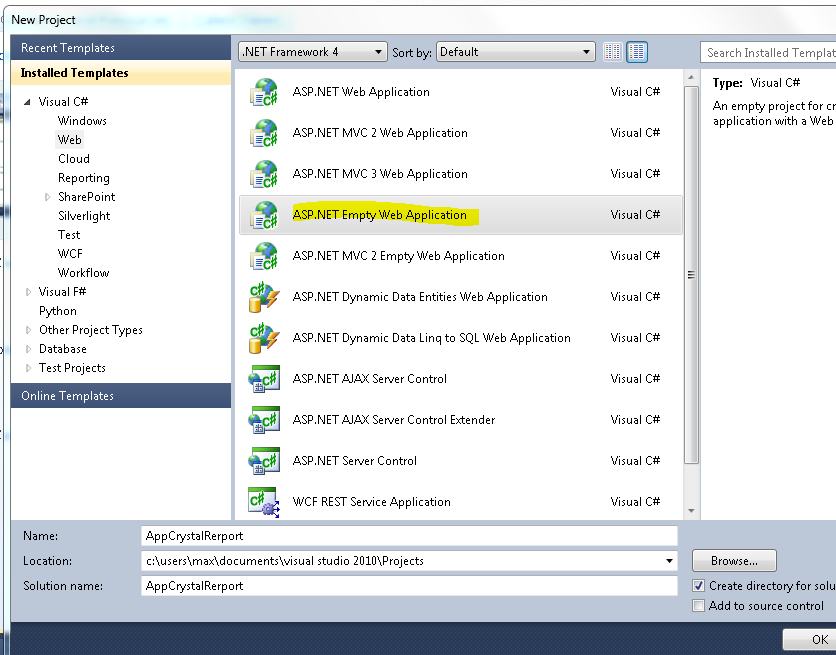 New Project
Recent Templates
Installed Templates
Visual C#
Windows
Web
Cloud
Reporting
SharePoint
Silverlight
Test
WCF
Workflow
Visual F#
Python
Other Project Types
Database
Test Projects
Online Templates
.NET Framework 4 Sort by: Default
ASP.NET Web Application Visual C#
ASP.NET MVC 2 Web Application Visual C#
ASP.NET MVC 3 Web Application Visual C#
ASP.NET Empty Web Application Visual C#
ASP.NET MVC 2 Empty Web Application Visual C#
ASP.NET Dynamic Data Entities Web Application Visual C#
ASP.NET Dynamic Data Linq to SQL Web Application Visual C#
ASP.NET AJAX Server Control Visual C#
ASP.NET AJAX Server Control Extender Visual C#
ASP.NET Server Control Visual C#
WCF REST Service Application Visual C#
Search Installed Templat
Type: Visual C#
An empty project for cr
application with a Web
Name: AppCrystalRerport
Location: c:\users\max\documents\visual studio 2010\Projects Browse...
Solution name: AppCrystalRerport
Create directory for solu
Add to source control
OK